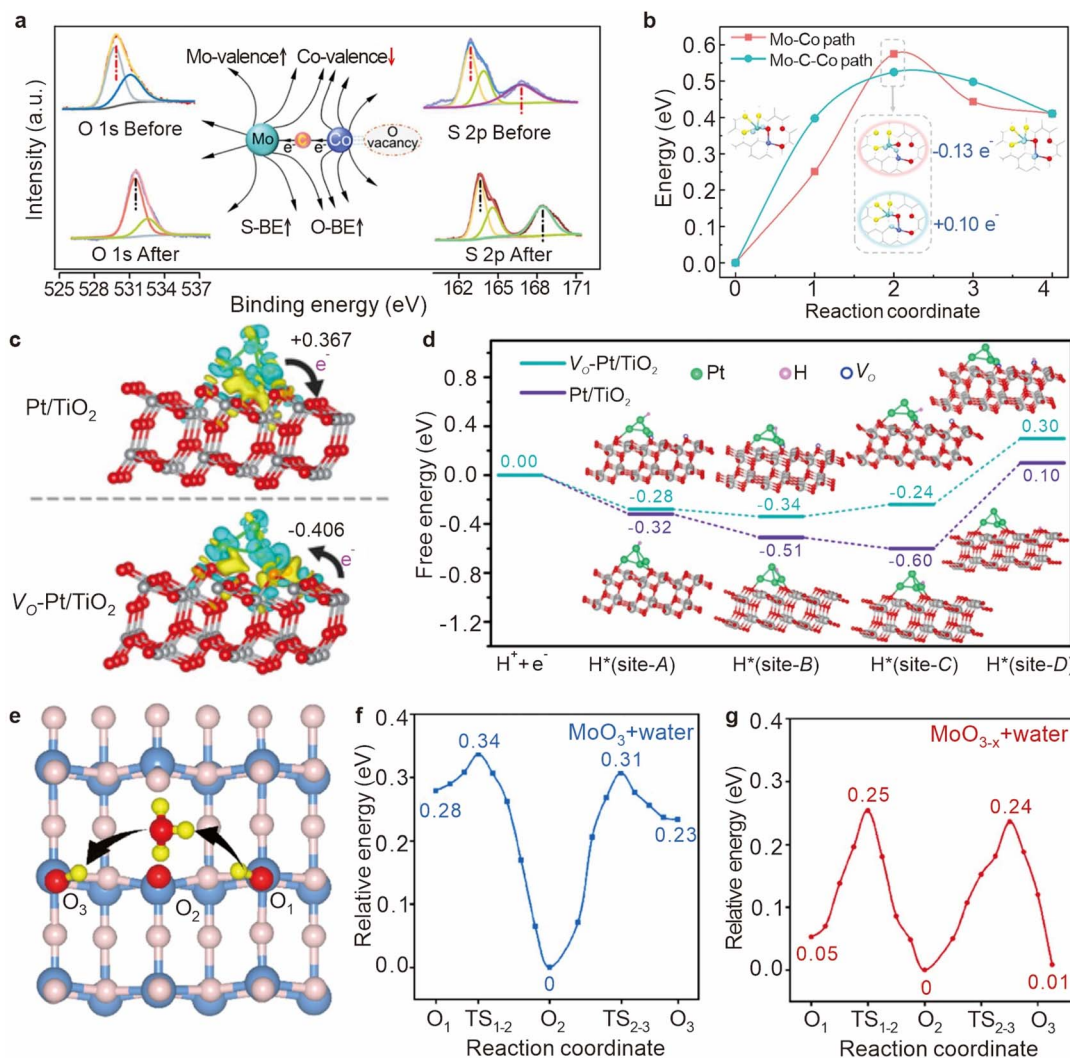 a
Intensity (a.u.)
Mo-valence↑ Co-valence↓
O 1s Before
S 2p Before
Mo
e⁻
C
e⁻
Co
O
vacancy
S-BE↑ O-BE↑
O 1s After
S 2p After
525 528 531 534 537
162 165 168 171
Binding energy (eV)
b
Mo-Co path
Mo-C-Co path
Energy (eV)
0.6
0.5
0.4
0.3
0.2
0.1
0.0
-0.13 e⁻
+0.10 e⁻
0 1 2 3 4
Reaction coordinate
c
+0.367
e⁻
Pt/TiO₂
-0.406
e⁻
V_O-Pt/TiO₂
d
V_O-Pt/TiO₂
Pt/TiO₂
Pt
H
V_O
Free energy (eV)
0.8
0.4
0.0
-0.4
-0.8
-1.2
0.00
-0.28
-0.34
-0.24
0.30
-0.32
-0.51
-0.60
0.10
H⁺+e⁻ H*(site-A) H*(site-B) H*(site-C) H*(site-D)
e
O₃
O₂
O₁
f
MoO₃+water
Relative energy (eV)
0.4
0.3
0.2
0.1
0.0
0.28
0.34
0
0.31
0.23
O₁ TS₁₋₂ O₂ TS₂₋₃ O₃
Reaction coordinate
g
MoO₃₋ₓ+water
Relative energy (eV)
0.4
0.3
0.2
0.1
0.0
0.05
0.25
0
0.24
0.01
O₁ TS₁₋₂ O₂ TS₂₋₃ O₃
Reaction coordinate